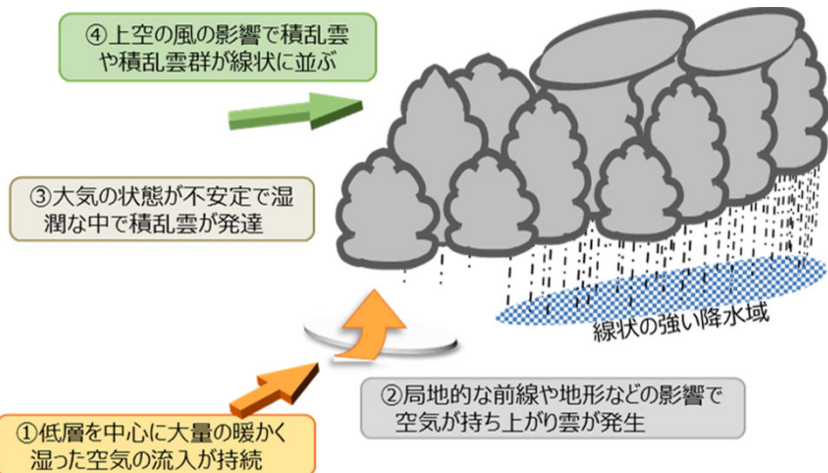 ④上空の風の影響で積乱雲
や積乱雲群が線状に並ぶ
③大気の状態が不安定で湿
潤な中で積乱雲が発達
線状の強い降水域
②局地的な前線や地形などの影響で
空気が持ち上がり雲が発生
①低層を中心に大量の暖かく
湿った空気の流入が持続